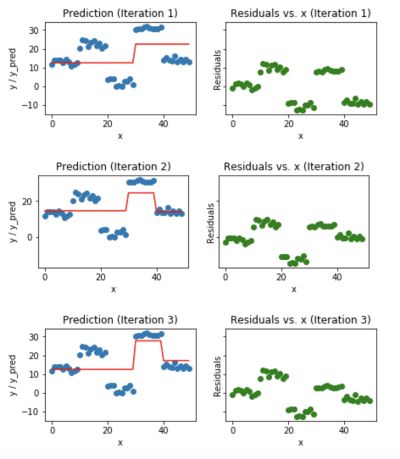 Prediction (Iteration 1)
Residuals vs. x (Iteration 1)
30
20
10
0
−10
y / y_pred
Residuals
0
20
40
0
20
40
x
x
Prediction (Iteration 2)
Residuals vs. x (Iteration 2)
20
0
y / y_pred
Residuals
0
20
40
0
20
40
x
x
Prediction (Iteration 3)
Residuals vs. x (Iteration 3)
30
20
10
0
−10
y / y_pred
Residuals
0
20
40
0
20
40
x
x